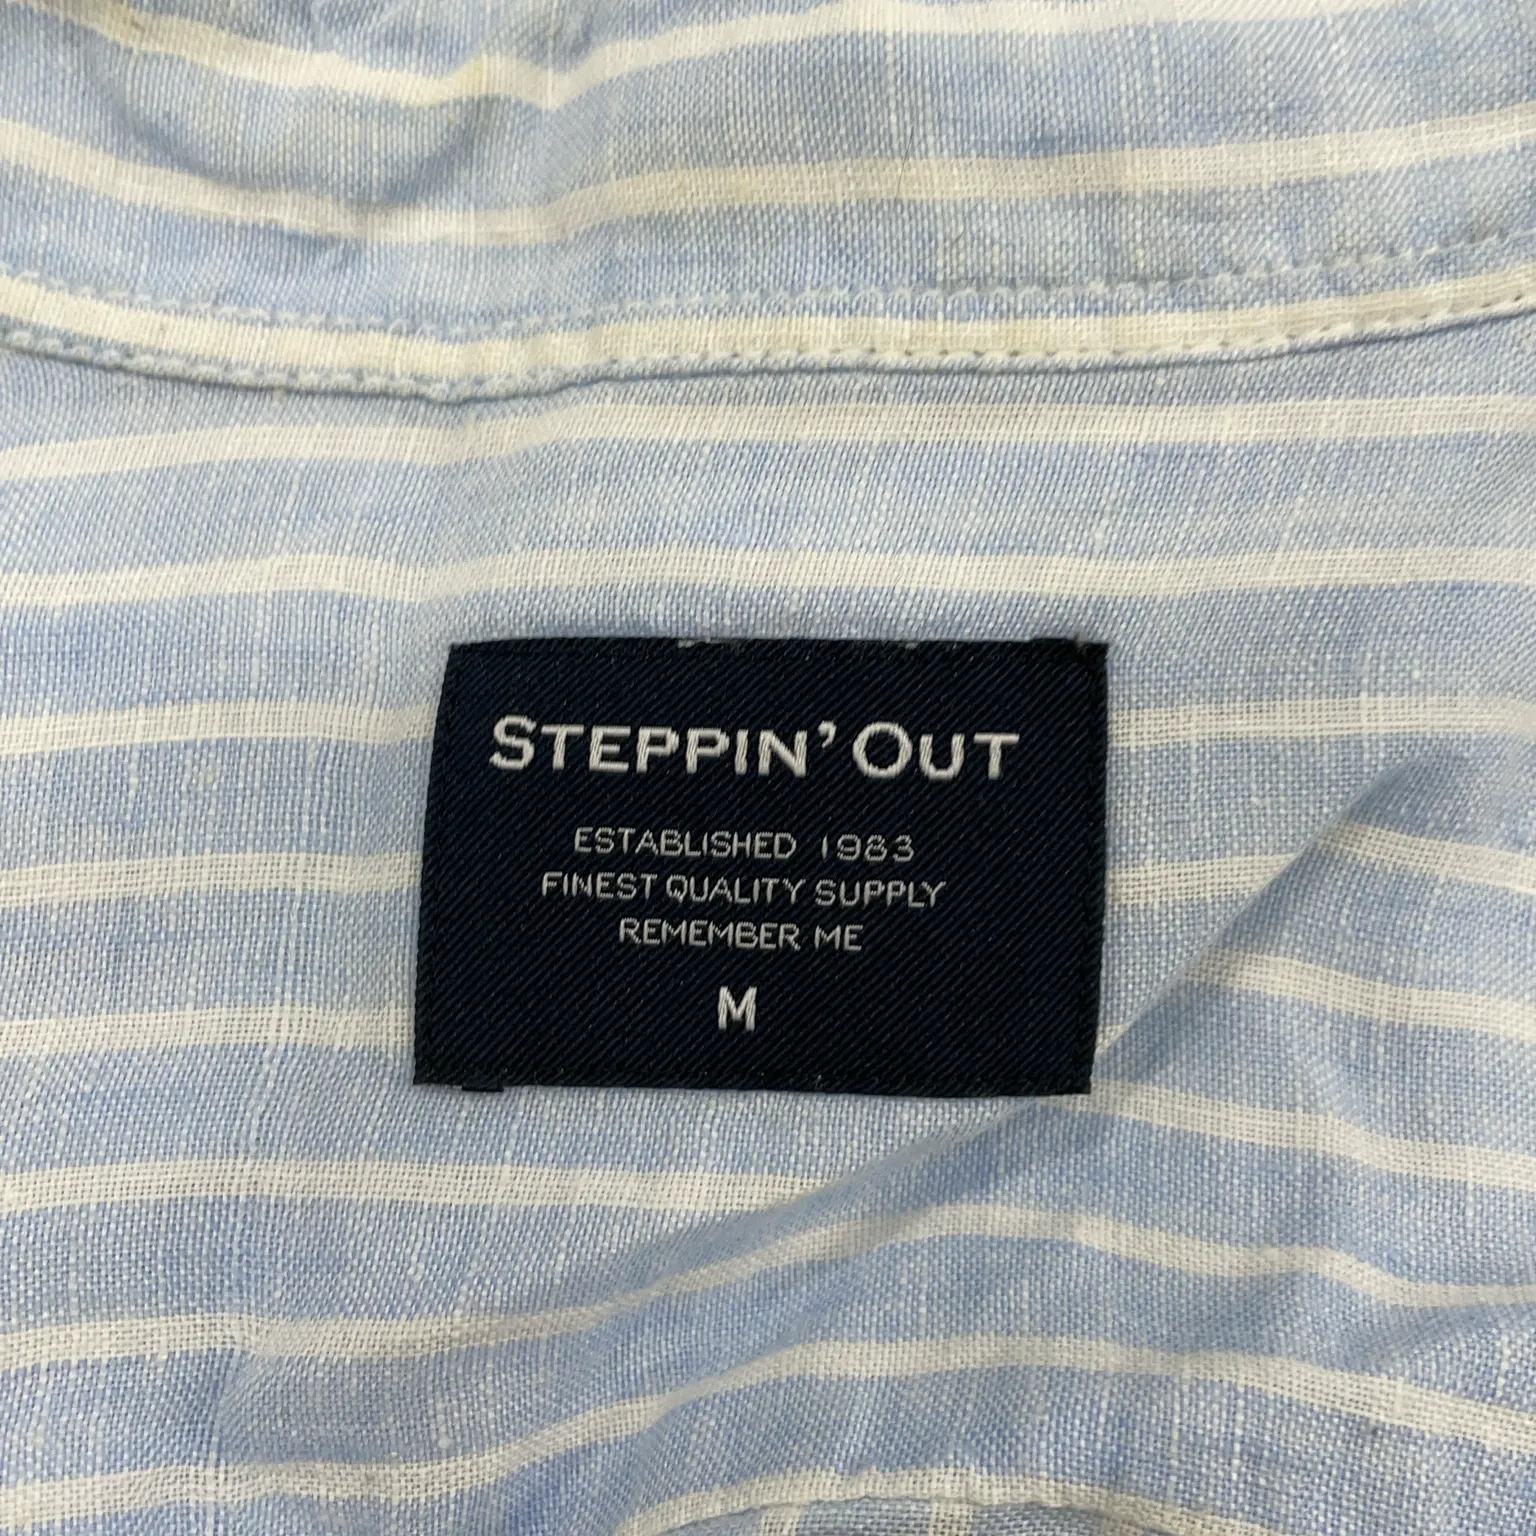 STEPPIN' OUT
ESTABLISHED 1983
FINEST QUALITY SUPPLY
REMEMBER ME
M